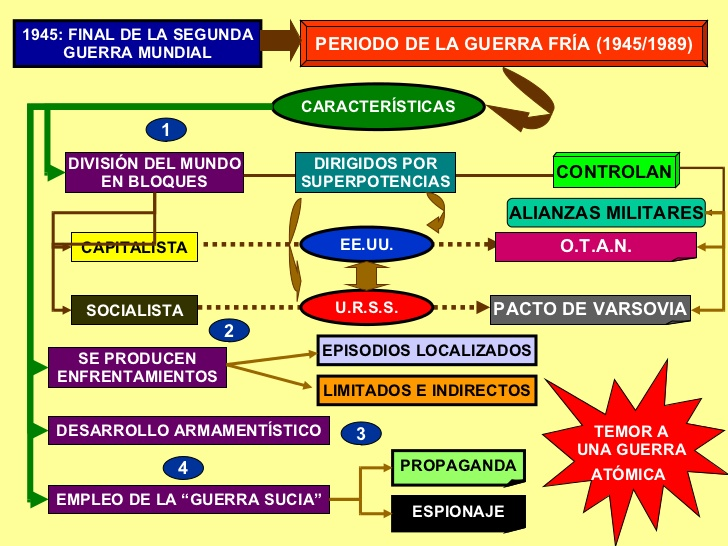 1945: FINAL DE LA SEGUNDA
GUERRA MUNDIAL
PERIODO DE LA GUERRA FRÍA (1945/1989)
CARACTERÍSTICAS
1
DIVISIÓN DEL MUNDO
EN BLOQUES
DIRIGIDOS POR
SUPERPOTENCIAS
CONTROLAN
ALIANZAS MILITARES
CAPITALISTA
EE.UU.
O.T.A.N.
SOCIALISTA
U.R.S.S.
PACTO DE VARSOVIA
2
SE PRODUCEN
ENFRENTAMIENTOS
EPISODIOS LOCALIZADOS
LIMITADOS E INDIRECTOS
DESARROLLO ARMAMENTÍSTICO
3
TEMOR A
UNA GUERRA
ATÓMICA
4
EMPLEO DE LA “GUERRA SUCIA”
PROPAGANDA
ESPIONAJE